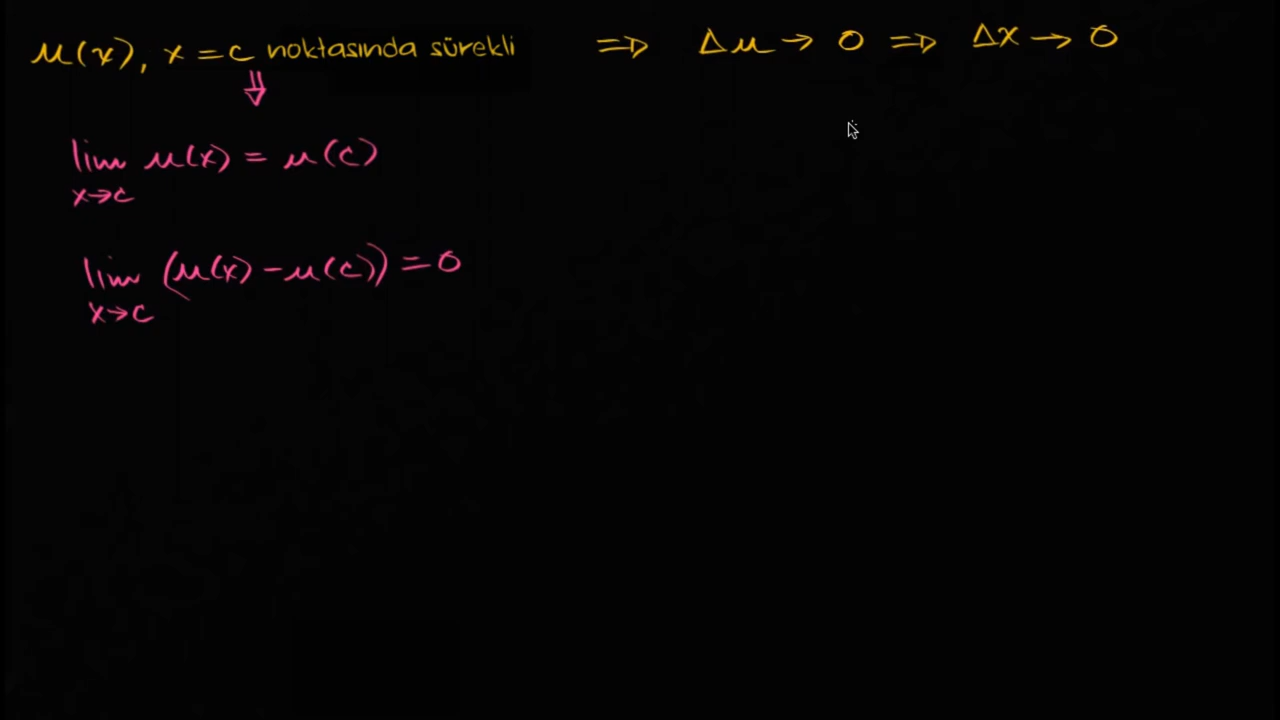 u(x), x = c noktasında sürekli ⇒ Δu → 0 ⇒ Δx → 0
⇓
lim u(x) = u(c)
x→c
lim (u(x) - u(c)) = 0
x→c